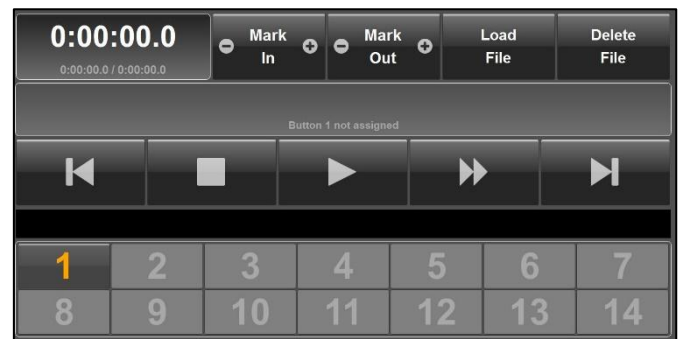 0:00:00.0
0:00:00.0 / 0:00:00.0
Mark
In
Mark
Out
Load
File
Delete
File
Button 1 not assigned
1 2 3 4 5 6 7
8 9 10 11 12 13 14